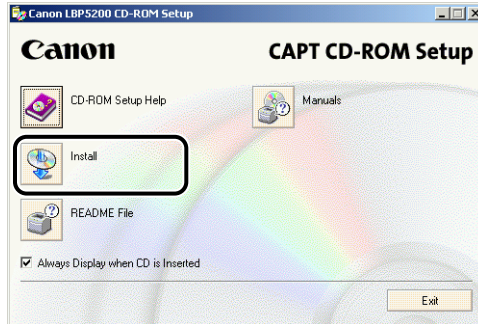 Canon LBP5200 CD-ROM Setup
Canon
CAPT CD-ROM Setup
CD-ROM Setup Help
Manuals
Install
README File
Always Display when CD is Inserted
Exit